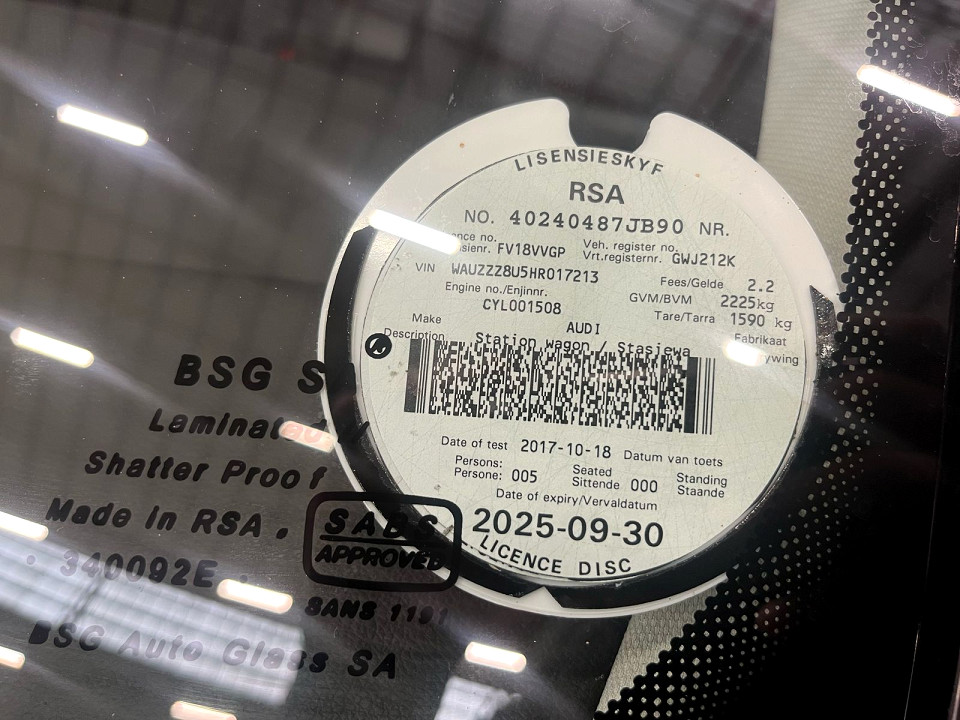 LISENSIESKYF
RSA
NO. 40240487JB90 NR.
Veh. register no.
FV18VVGP Vrt.registernr. GWJ212K
VIN WAUZZZ8U5HR017213
Fees/Gelde 2.2
Engine no./Enjinnr.
GVM/BVM 2225kg
CYL001508
Tare/Tarra 1590 kg
Make AUDI Fabrikaat
Description Station wagon / Stasiewa
Date of test 2017-10-18 Datum van toets
Persons: Seated Standing
Persone: 005 Sittende 000 Staande
Date of expiry/Vervaldatum
2025-09-30
LICENCE DISC
BSG S
Laminated
Shatter Proof
Made in RSA.
SABS
APPROVED
340092E
SANS 1191
BSG Auto Glass SA